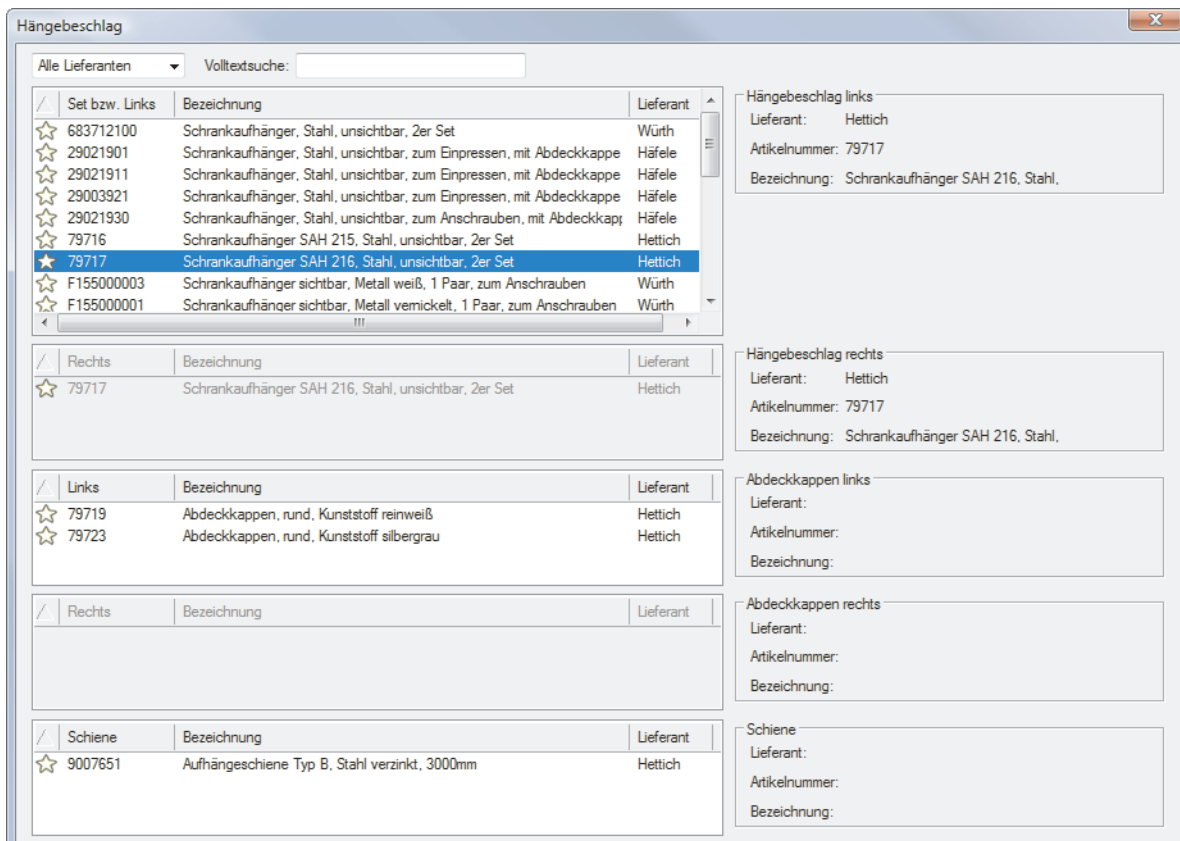 Hängebeschlag
Alle Lieferanten Volltextsuche:
Set bzw. Links Bezeichnung Lieferant
683712100 Schrankaufhänger, Stahl, unsichtbar, 2er Set Würth
29021901 Schrankaufhänger, Stahl, unsichtbar, zum Einpressen, mit Abdeckkappe Häfele
29021911 Schrankaufhänger, Stahl, unsichtbar, zum Einpressen, mit Abdeckkappe Häfele
29003921 Schrankaufhänger, Stahl, unsichtbar, zum Einpressen, mit Abdeckkappe Häfele
29021930 Schrankaufhänger, Stahl, unsichtbar, zum Anschrauben, mit Abdeckkapp Häfele
79716 Schrankaufhänger SAH 215, Stahl, unsichtbar, 2er Set Hettich
79717 Schrankaufhänger SAH 216, Stahl, unsichtbar, 2er Set Hettich
F155000003 Schrankaufhänger sichtbar, Metall weiß, 1 Paar, zum Anschrauben Würth
F155000001 Schrankaufhänger sichtbar, Metall vernickelt, 1 Paar, zum Anschrauben Würth
Hängebeschlag links
Lieferant: Hettich
Artikelnummer: 79717
Bezeichnung: Schrankaufhänger SAH 216, Stahl,
Rechts Bezeichnung Lieferant
79717 Schrankaufhänger SAH 216, Stahl, unsichtbar, 2er Set Hettich
Hängebeschlag rechts
Lieferant: Hettich
Artikelnummer: 79717
Bezeichnung: Schrankaufhänger SAH 216, Stahl,
Links Bezeichnung Lieferant
79719 Abdeckkappen, rund, Kunststoff reinweiß Hettich
79723 Abdeckkappen, rund, Kunststoff silbergrau Hettich
Abdeckkappen links
Lieferant:
Artikelnummer:
Bezeichnung:
Rechts Bezeichnung Lieferant
Abdeckkappen rechts
Lieferant:
Artikelnummer:
Bezeichnung:
Schiene Bezeichnung Lieferant
9007651 Aufhängeschiene Typ B, Stahl verzinkt, 3000mm Hettich
Schiene
Lieferant:
Artikelnummer:
Bezeichnung: